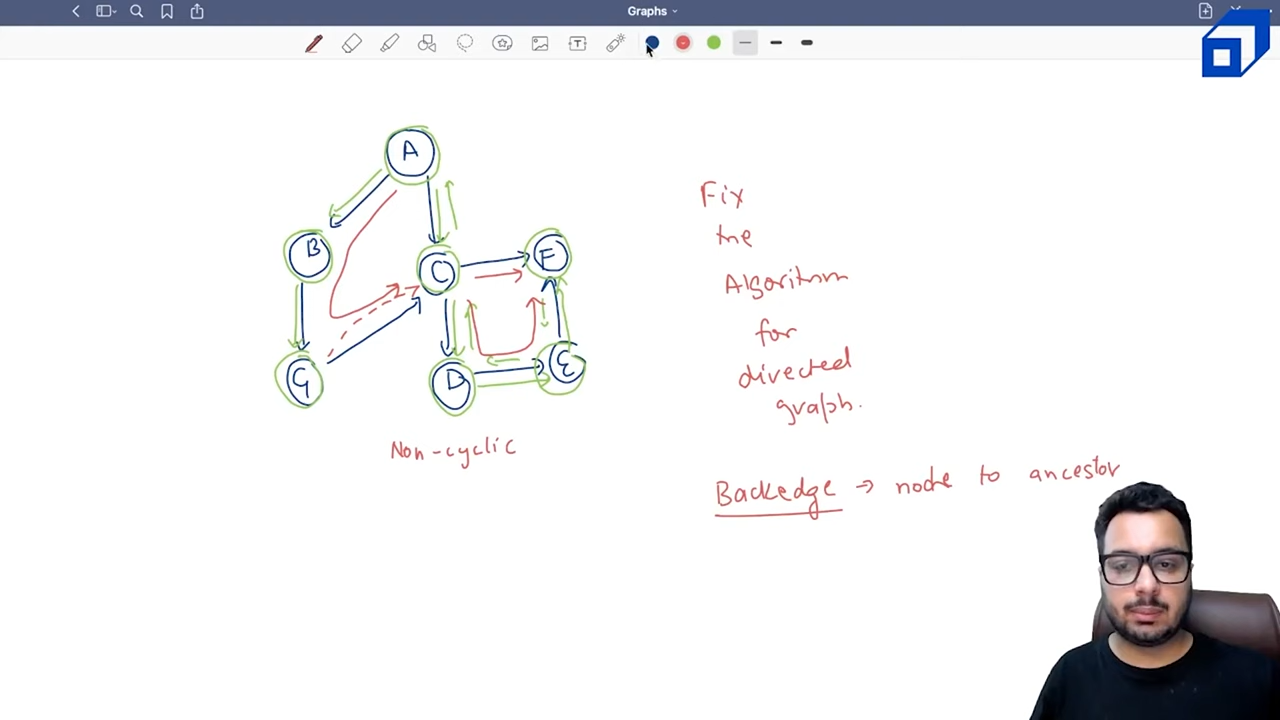 Graphs
T
A
B
C
F
G
D
E
Non-cyclic
Fix
the
Algorithm
for
directed
graph.
Backedge → node to ancestor